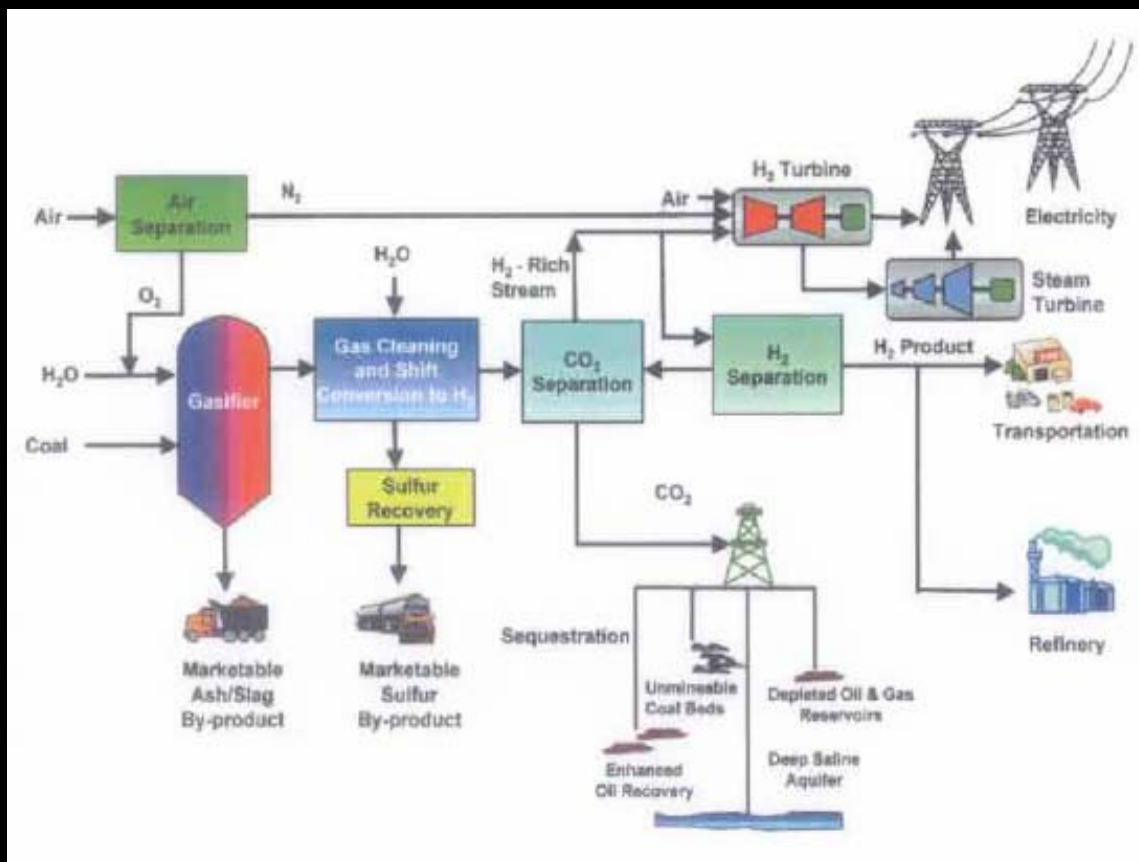 H₂ Turbine
Air
Electricity
Air
Air
Separation
N₂
H₂O
H₂ - Rich
Stream
Steam
Turbine
O₂
H₂O
Coal
Gasifier
Gas Cleaning
and Shift
Conversion to H₂
CO₂
Separation
H₂
Separation
H₂ Product
Transportation
Sulfur
Recovery
CO₂
Marketable
Ash/Slag
By-product
Marketable
Sulfur
By-product
Sequestration
Unmineable
Coal Beds
Depleted Oil & Gas
Reservoirs
Enhanced
Oil Recovery
Deep Saline
Aquifer
Refinery